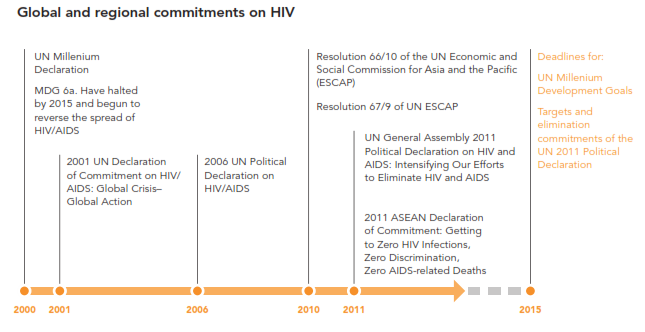 Global and regional commitments on HIV
UN Millennium
Declaration
MDG 6a. Have halted
by 2015 and begun to
reverse the spread of
HIV/AIDS
2001 UN Declaration
of Commitment on HIV/
AIDS: Global Crisis–
Global Action
2006 UN Political
Declaration on
HIV/AIDS
Resolution 66/10 of the UN Economic and
Social Commission for Asia and the Pacific
(ESCAP)
Resolution 67/9 of UN ESCAP
UN General Assembly 2011
Political Declaration on HIV and
AIDS: Intensifying Our Efforts
to Eliminate HIV and AIDS
2011 ASEAN Declaration
of Commitment: Getting
to Zero HIV Infections,
Zero Discrimination,
Zero AIDS-related Deaths
Deadlines for:
UN Millennium
Development Goals
Targets and
elimination
commitments of the
UN 2011 Political
Declaration
2000 2001 2006 2010 2011 2015